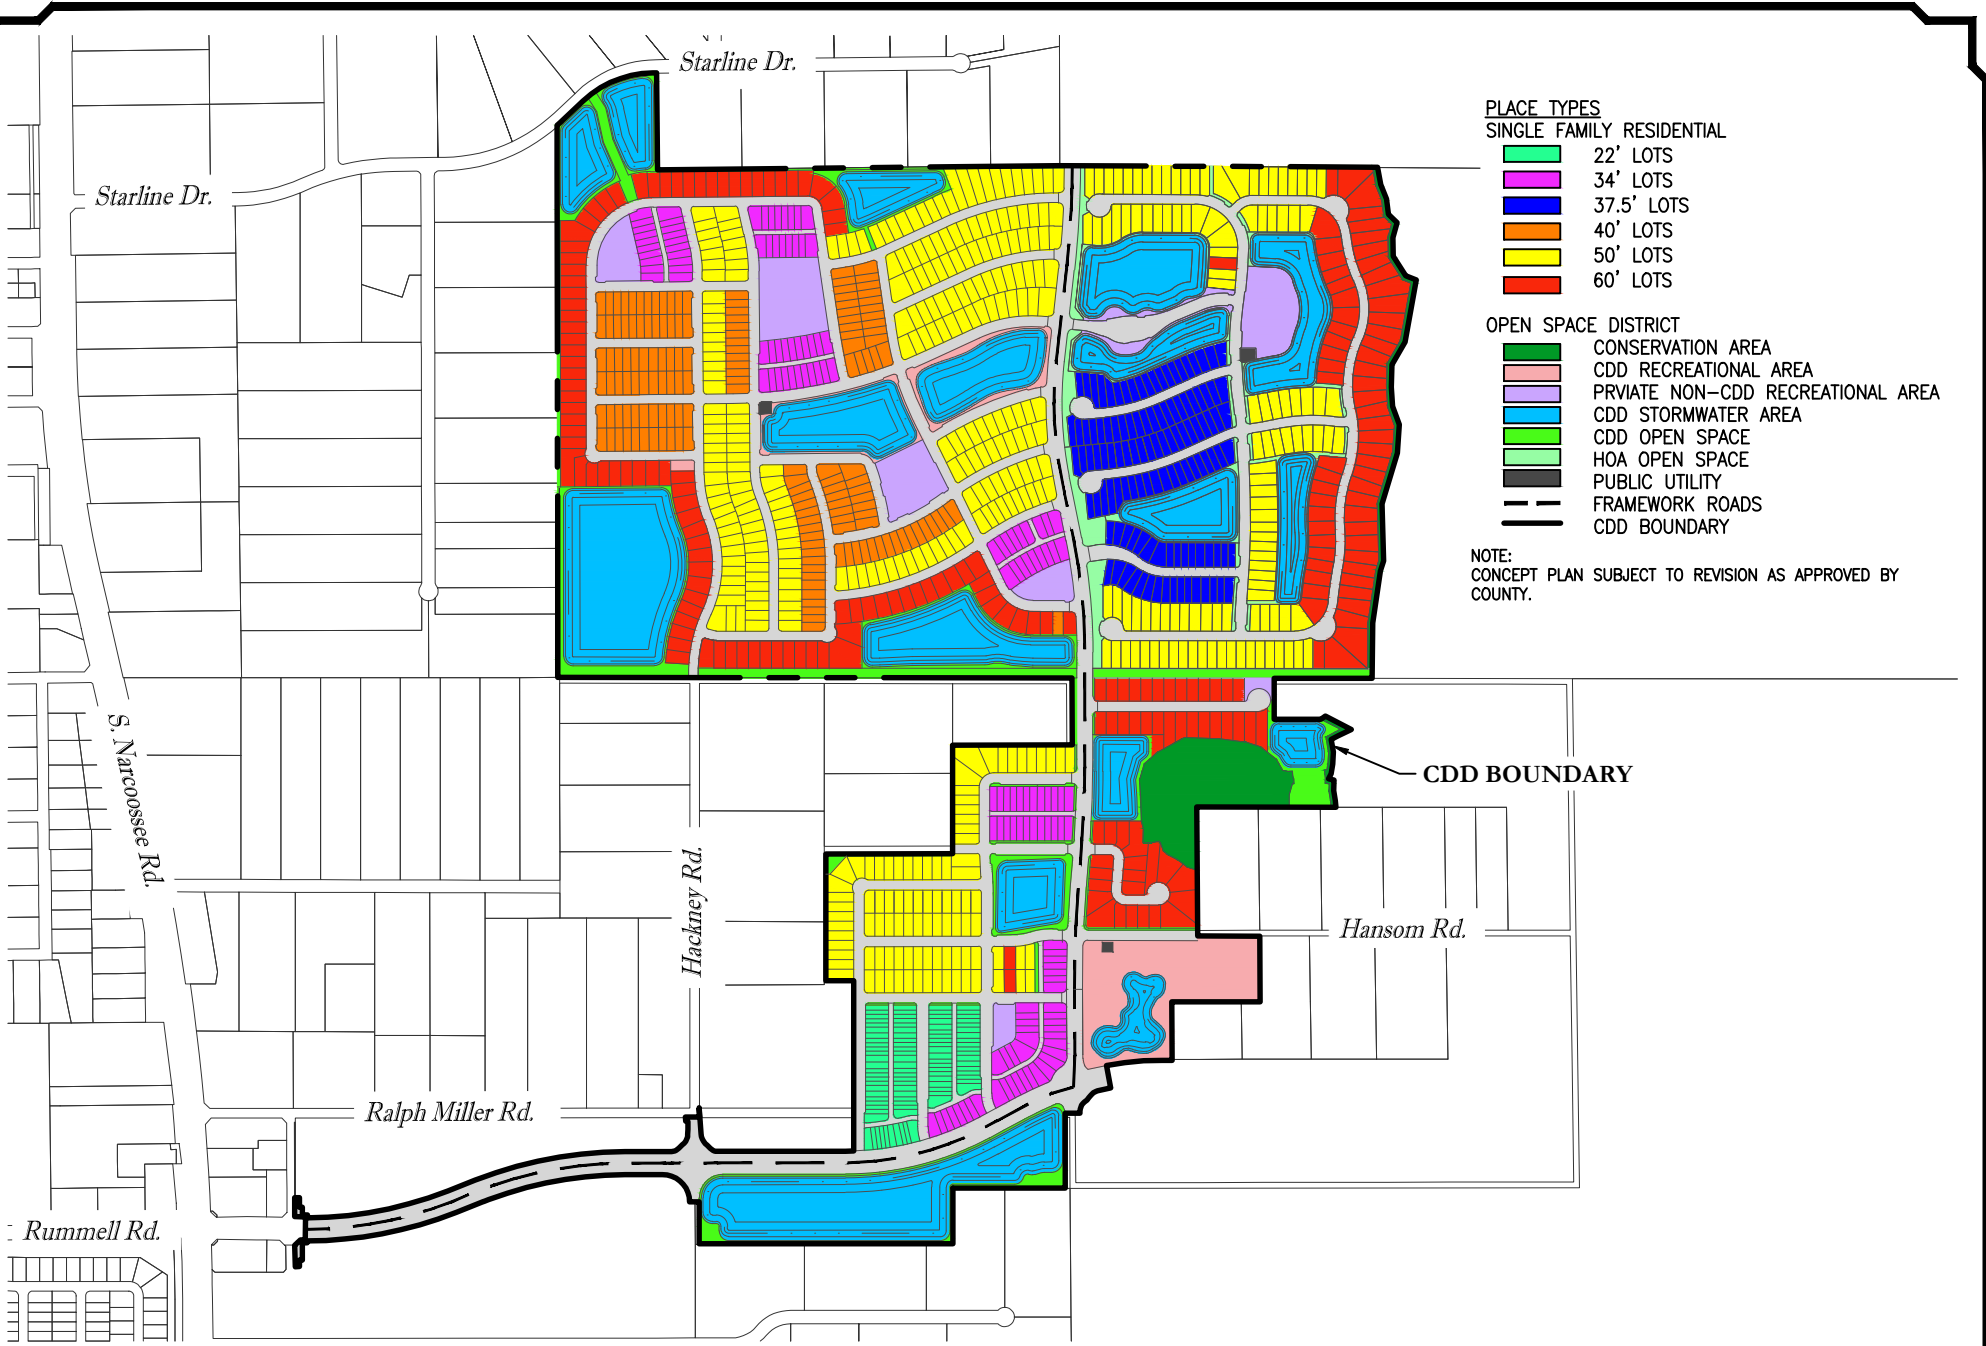 Starline Dr.
Starline Dr.
PLACE TYPES
SINGLE FAMILY RESIDENTIAL
22' LOTS
34' LOTS
37.5' LOTS
40' LOTS
50' LOTS
60' LOTS
OPEN SPACE DISTRICT
CONSERVATION AREA
CDD RECREATIONAL AREA
PRVIATE NON-CDD RECREATIONAL AREA
CDD STORMWATER AREA
CDD OPEN SPACE
HOA OPEN SPACE
PUBLIC UTILITY
FRAMEWORK ROADS
CDD BOUNDARY
NOTE:
CONCEPT PLAN SUBJECT TO REVISION AS APPROVED BY
COUNTY.
S. Narcoossee Rd.
CDD BOUNDARY
Hackney Rd.
Hansom Rd.
Ralph Miller Rd.
Rummell Rd.